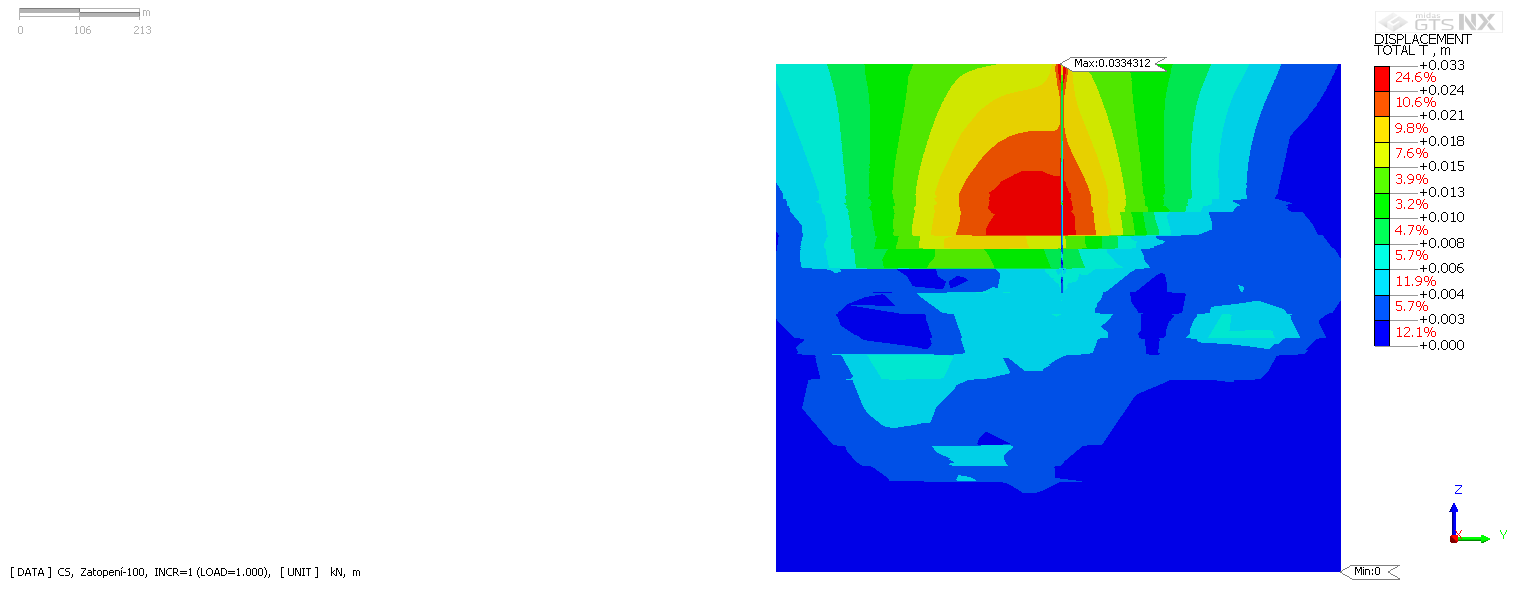 m
0 106 213
midas
GTS NX
DISPLACEMENT
TOTAL T , m
Max:0.0334312
+0.033
24.6%
+0.024
10.6%
+0.021
9.8%
+0.018
7.6%
+0.015
3.9%
+0.013
3.2%
+0.010
4.7%
+0.008
5.7%
+0.006
11.9%
+0.004
5.7%
+0.003
12.1%
+0.000
Z
X
Y
[ DATA ] CS, Zatopení-100, INCR=1 (LOAD=1.000), [ UNIT ] kN, m
Min:0